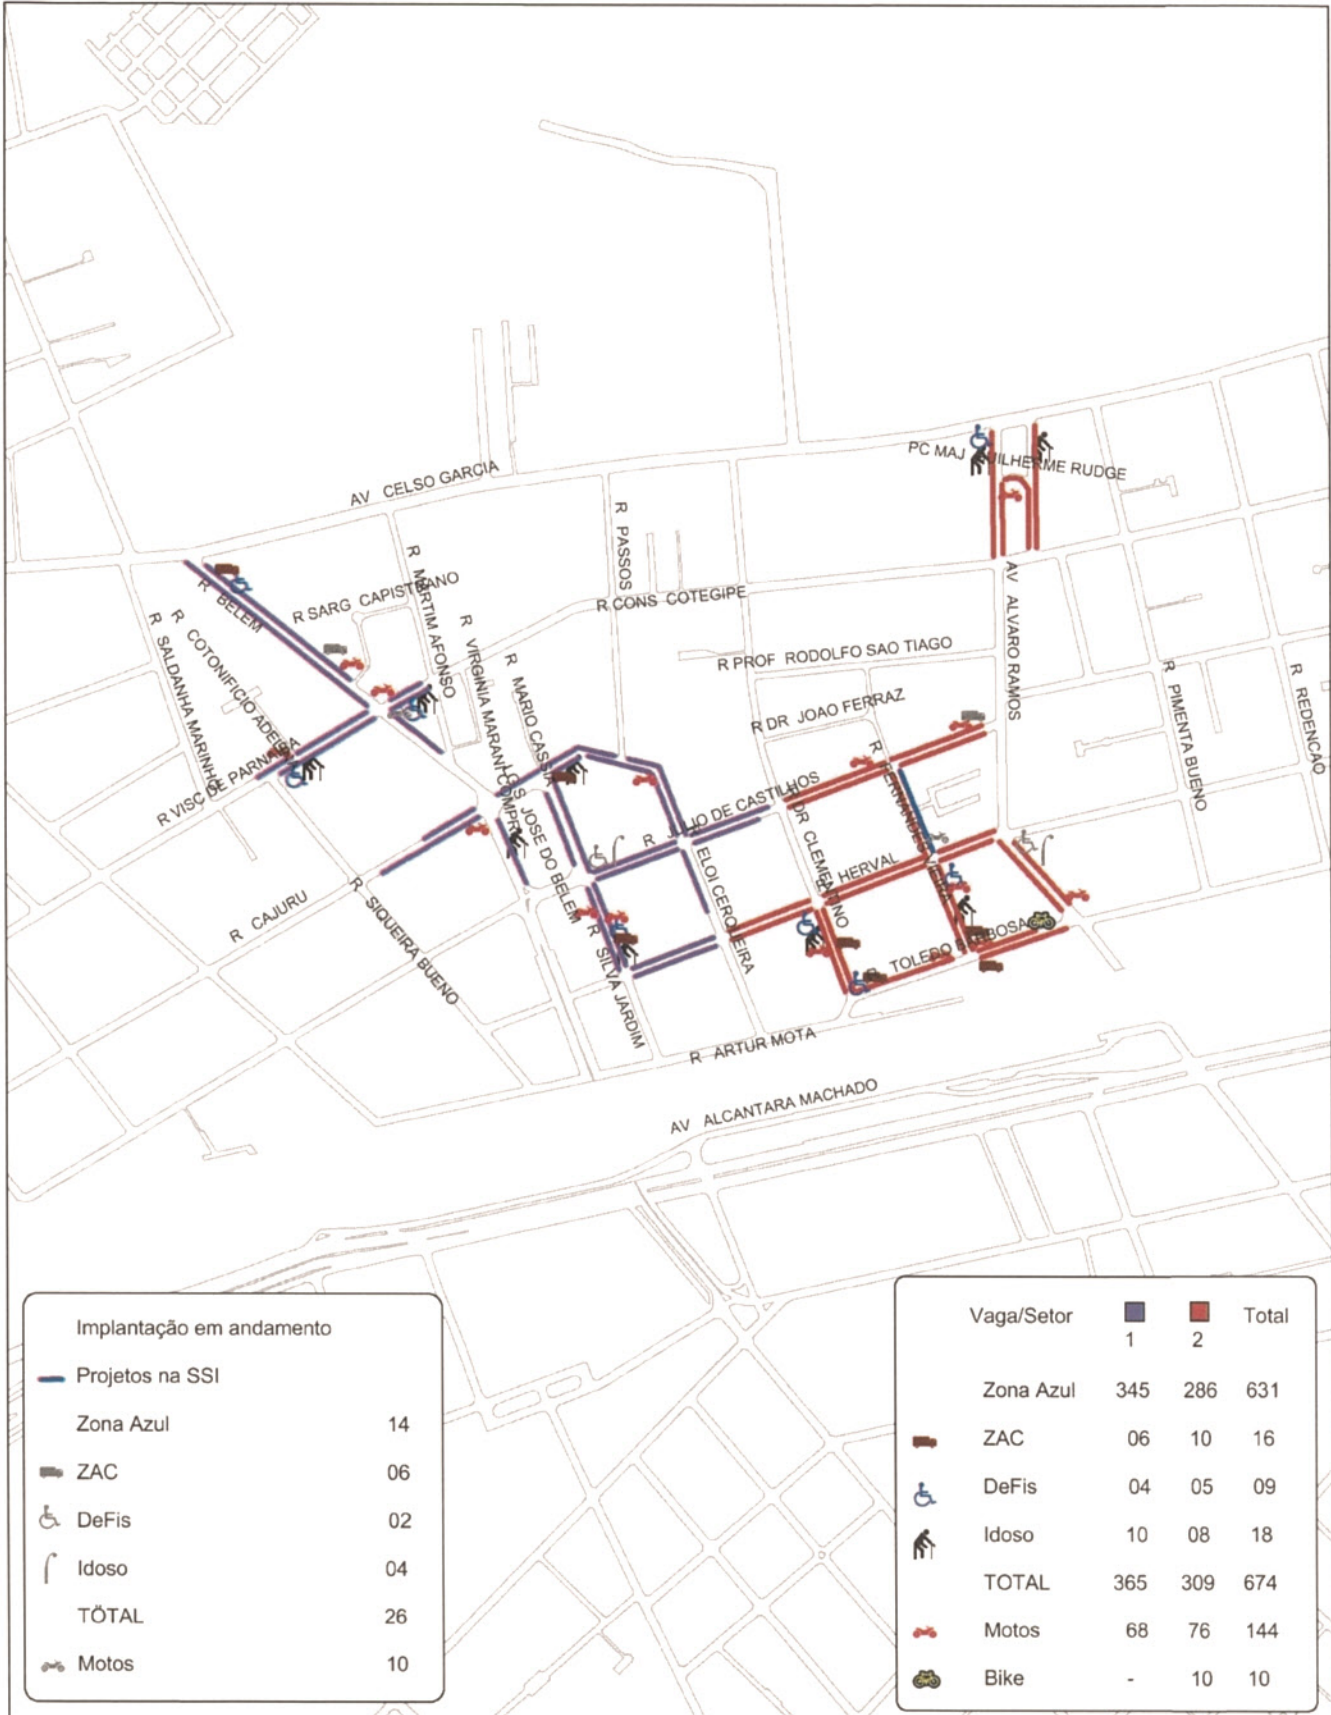 PC MAJ GUILHERME RUDGE
AV CELSO GARCIA
R PASSOS
R MARTIM AFONSO
R SARG CAPISTRANO
R BELEM
R CONS COTEGIPE
AV ALVARO RAMOS
R COTONIFICIO
R SALDANHA MARINHO
R VIRGINIA MARANI
R MARIO CASSI
R PROF RODOLFO SAO TIAGO
R PIMENTA BUENO
R REDENCAO
R DR JOAO FERRAZ
R FERNANDES VIEIRA
R VISC DE PARNAIBA
JOSE DO BELEM
R JULIO DE CASTILHOS
DR CLEMENTINO
HERVAL
ELOI CERQUEIRA
R CAJURU
R SIQUEIRA BUENO
R SILVA JARDIM
TOLEDO BARBOSA
R ARTUR MOTA
AV ALCANTARA MACHADO
Implantação em andamento
Projetos na SSI
Zona Azul 14
ZAC 06
DeFis 02
Idoso 04
TÖTAL 26
Motos 10
Vaga/Setor 1 2 Total
Zona Azul 345 286 631
ZAC 06 10 16
DeFis 04 05 09
Idoso 10 08 18
TOTAL 365 309 674
Motos 68 76 144
Bike - 10 10